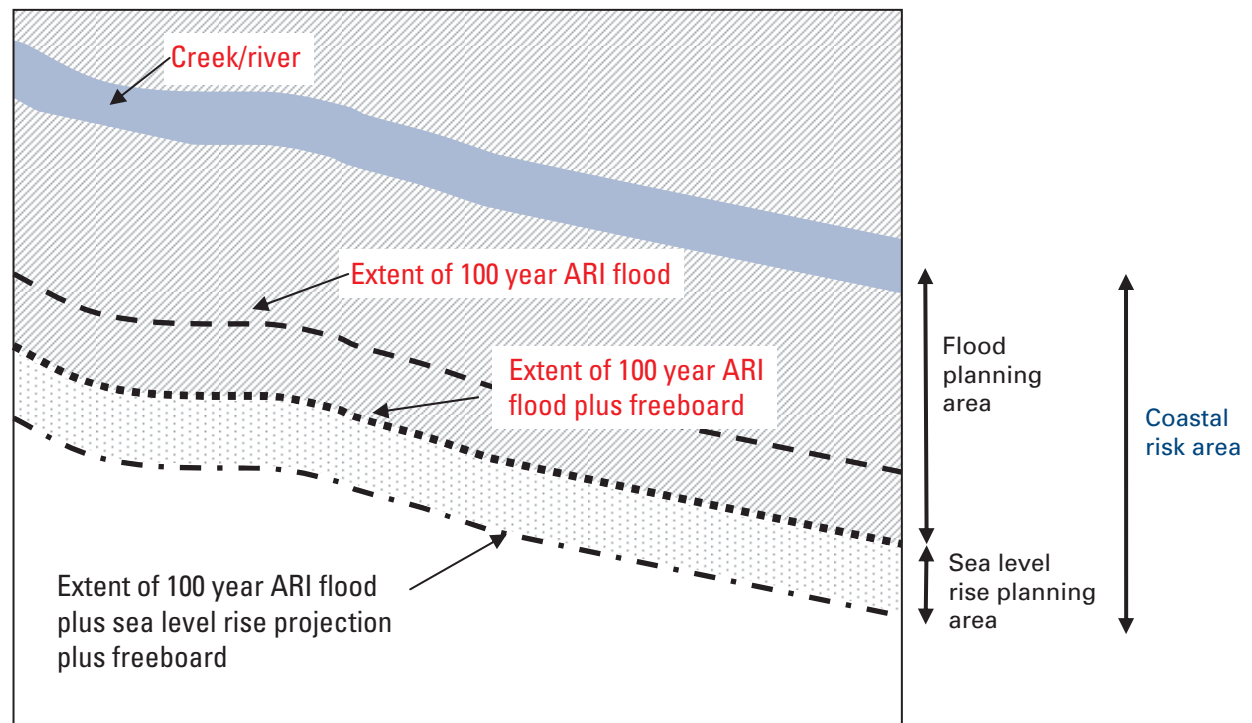 Creek/river
Extent of 100 year ARI flood
Extent of 100 year ARI
flood plus freeboard
Flood
planning
area
Coastal
risk area
Sea level
rise planning
area
Extent of 100 year ARI flood
plus sea level rise projection
plus freeboard